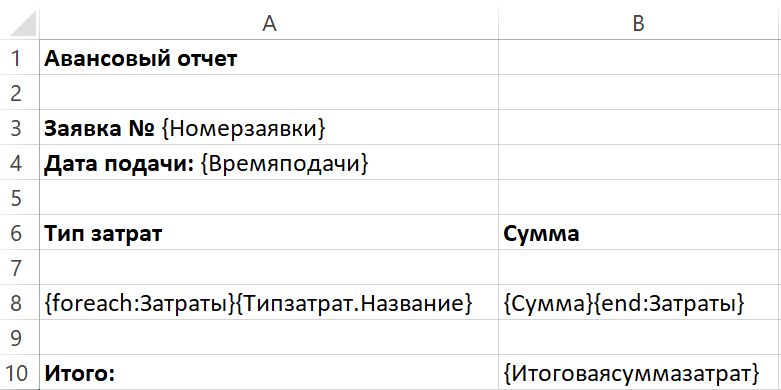 A B
1 Авансовый отчет
2
3 Заявка № {Номерзаявки}
4 Дата подачи: {Времяподачи}
5
6 Тип затрат Сумма
7
8 {foreach:Затраты}{Типзатрат.Название} {Сумма}{end:Затраты}
9
10 Итого: {Итоговаясуммазатрат}